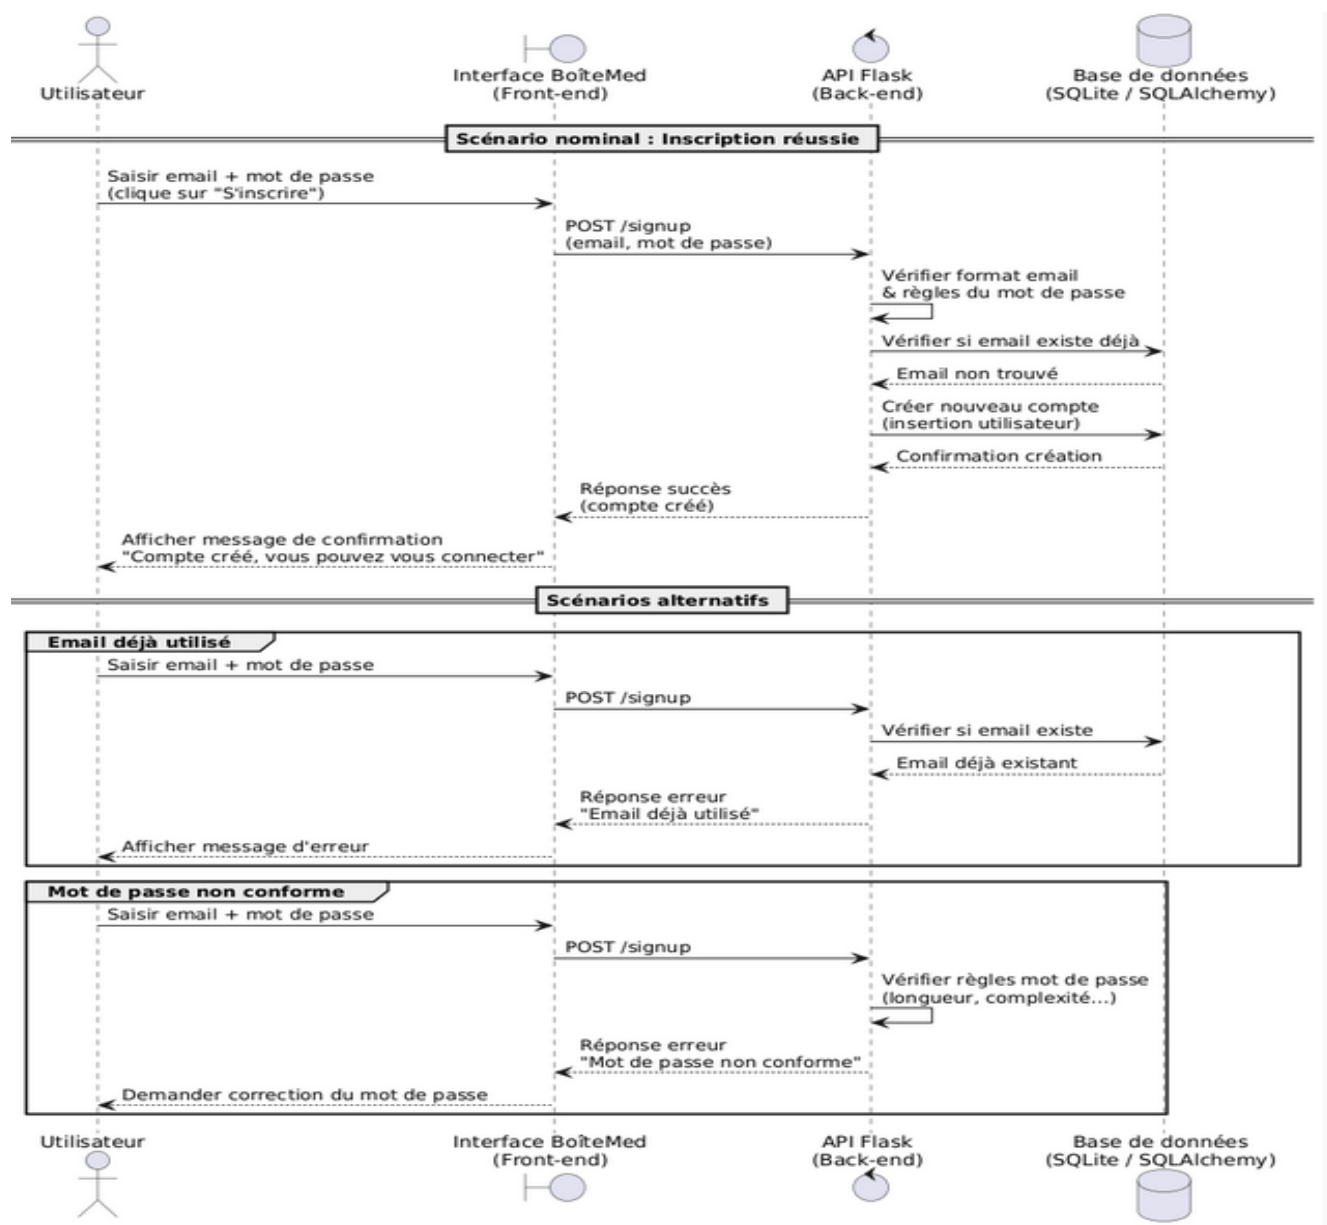 Utilisateur
Interface BoîteMed
(Front-end)
API Flask
(Back-end)
Base de données
(SQLite / SQLAlchemy)
Scénario nominal : Inscription réussie
Saisir email + mot de passe
(clique sur "S'inscrire")
POST /signup
(email, mot de passe)
Vérifier format email
& règles du mot de passe
Vérifier si email existe déjà
Email non trouvé
Créer nouveau compte
(insertion utilisateur)
Confirmation création
Réponse succès
(compte créé)
Afficher message de confirmation
"Compte créé, vous pouvez vous connecter"
Scénarios alternatifs
Email déjà utilisé
Saisir email + mot de passe
POST /signup
Vérifier si email existe
Email déjà existant
Réponse erreur
"Email déjà utilisé"
Afficher message d'erreur
Mot de passe non conforme
Saisir email + mot de passe
POST /signup
Vérifier règles mot de passe
(longueur, complexité...)
Réponse erreur
"Mot de passe non conforme"
Demander correction du mot de passe
Utilisateur
Interface BoîteMed
(Front-end)
API Flask
(Back-end)
Base de données
(SQLite / SQLAlchemy)